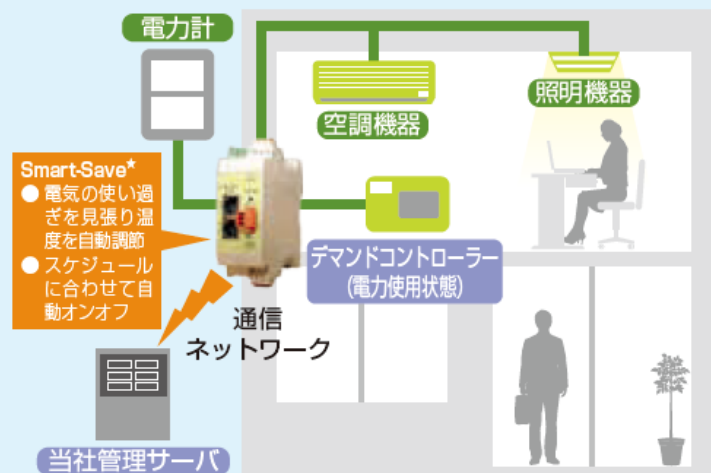 電力計
空調機器
照明機器
Smart-Save★
● 電気の使い過
ぎを見張り温
度を自動調節
● スケジュール
に合わせて自
動オンオフ
デマンドコントローラー
(電力使用状態)
通信
ネットワーク
当社管理サーバ